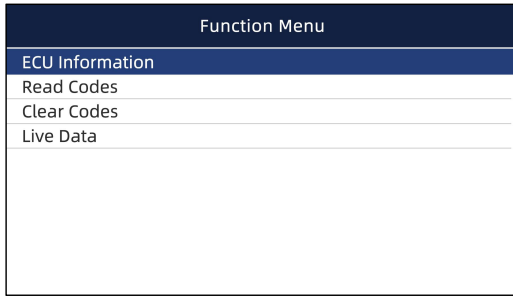 Function Menu
ECU Information
Read Codes
Clear Codes
Live Data